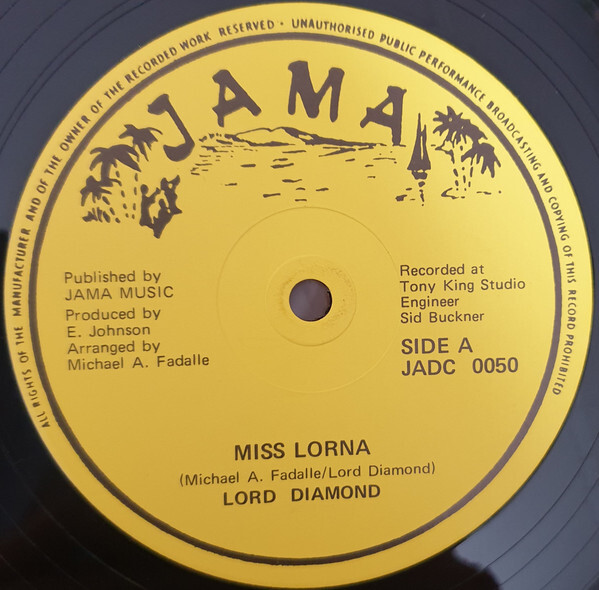 ALL RIGHTS OF THE MANUFACTURER AND OF THE OWNER OF THE RECORDED WORK RESERVED · UNAUTHORISED PUBLIC PERFORMANCE BROADCASTING AND COPYING OF THIS RECORD PROHIBITED
JAMA
Published by
JAMA MUSIC
Produced by
E. Johnson
Arranged by
Michael A. Fadalle
Recorded at
Tony King Studio
Engineer
Sid Buckner
SIDE A
JADC 0050
MISS LORNA
(Michael A. Fadalle/Lord Diamond)
LORD DIAMOND